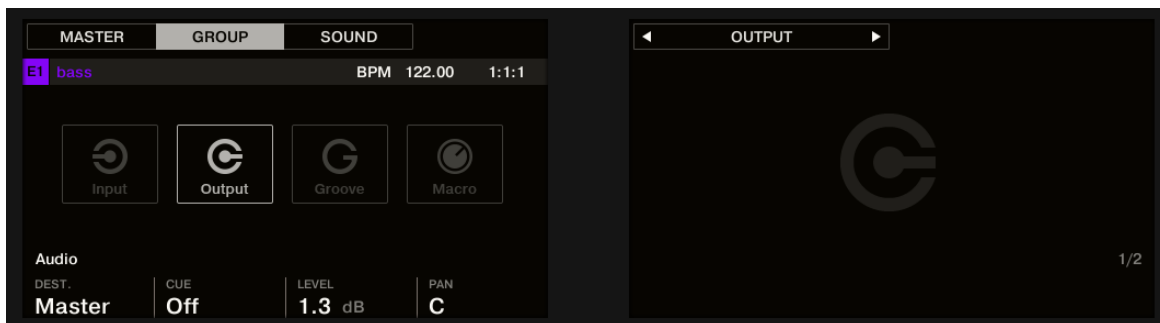 MASTER GROUP SOUND
E1 bass BPM 122.00 1:1:1
Input Output Groove Macro
Audio
DEST. CUE LEVEL PAN
Master Off 1.3 dB C
OUTPUT
1/2